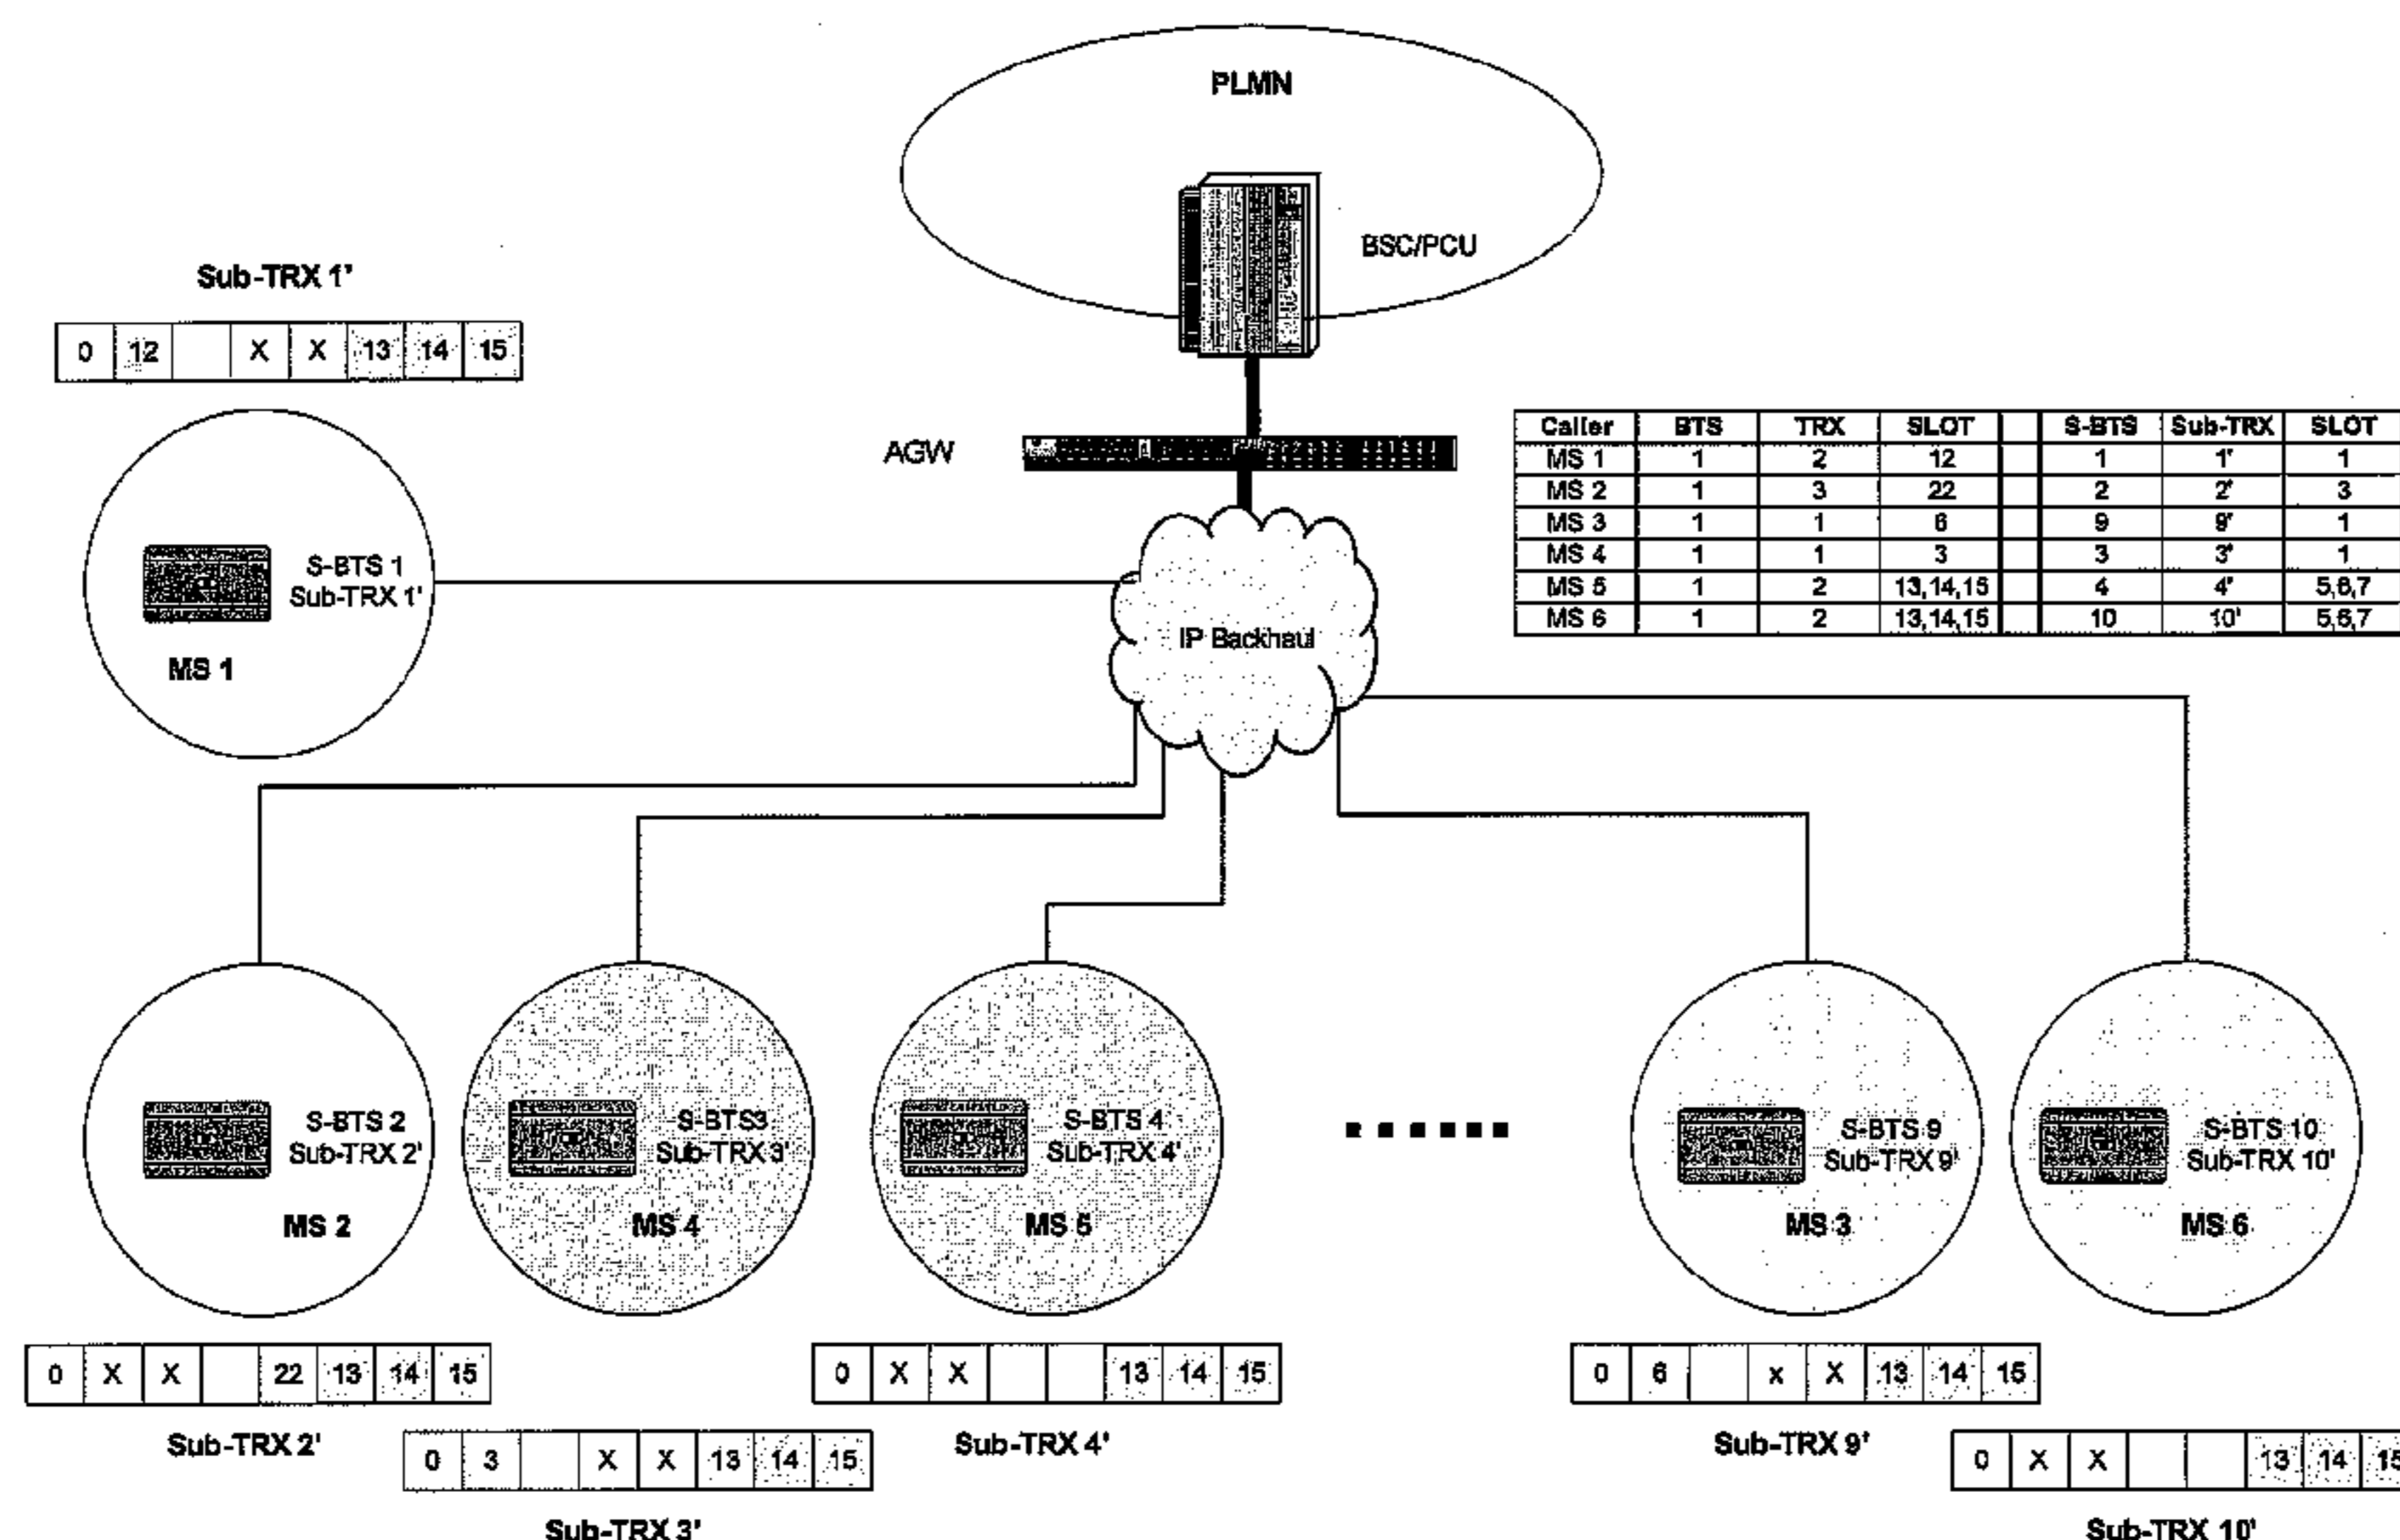 PLMN
BSC/PCU
Sub-TRX 1'
0 12 X X 13 14 15
AGW
Caller BTS TRX SLOT S-BTS Sub-TRX SLOT
MS 1 1 2 12 1 1' 1
MS 2 1 3 22 2 2' 3
MS 3 1 1 6 9 9' 1
MS 4 1 1 3 3 3' 1
MS 5 1 2 13,14,15 4 4' 5,6,7
MS 6 1 2 13,14,15 10 10' 5,6,7
S-BTS 1
Sub-TRX 1'
MS 1
IP Backhaul
S-BTS 2
Sub-TRX 2'
MS 2
S-BTS3
Sub-TRX 3'
MS 4
S-BTS 4
Sub-TRX 4'
MS 5
S-BTS 9
Sub-TRX 9'
MS 3
S-BTS 10
Sub-TRX 10'
MS 6
0 X X 22 13 14 15
Sub-TRX 2'
0 3 X X 13 14 15
Sub-TRX 3'
0 X X 13 14 15
Sub-TRX 4'
0 6 x X 13 14 15
Sub-TRX 9'
0 X X 13 14 15
Sub-TRX 10'